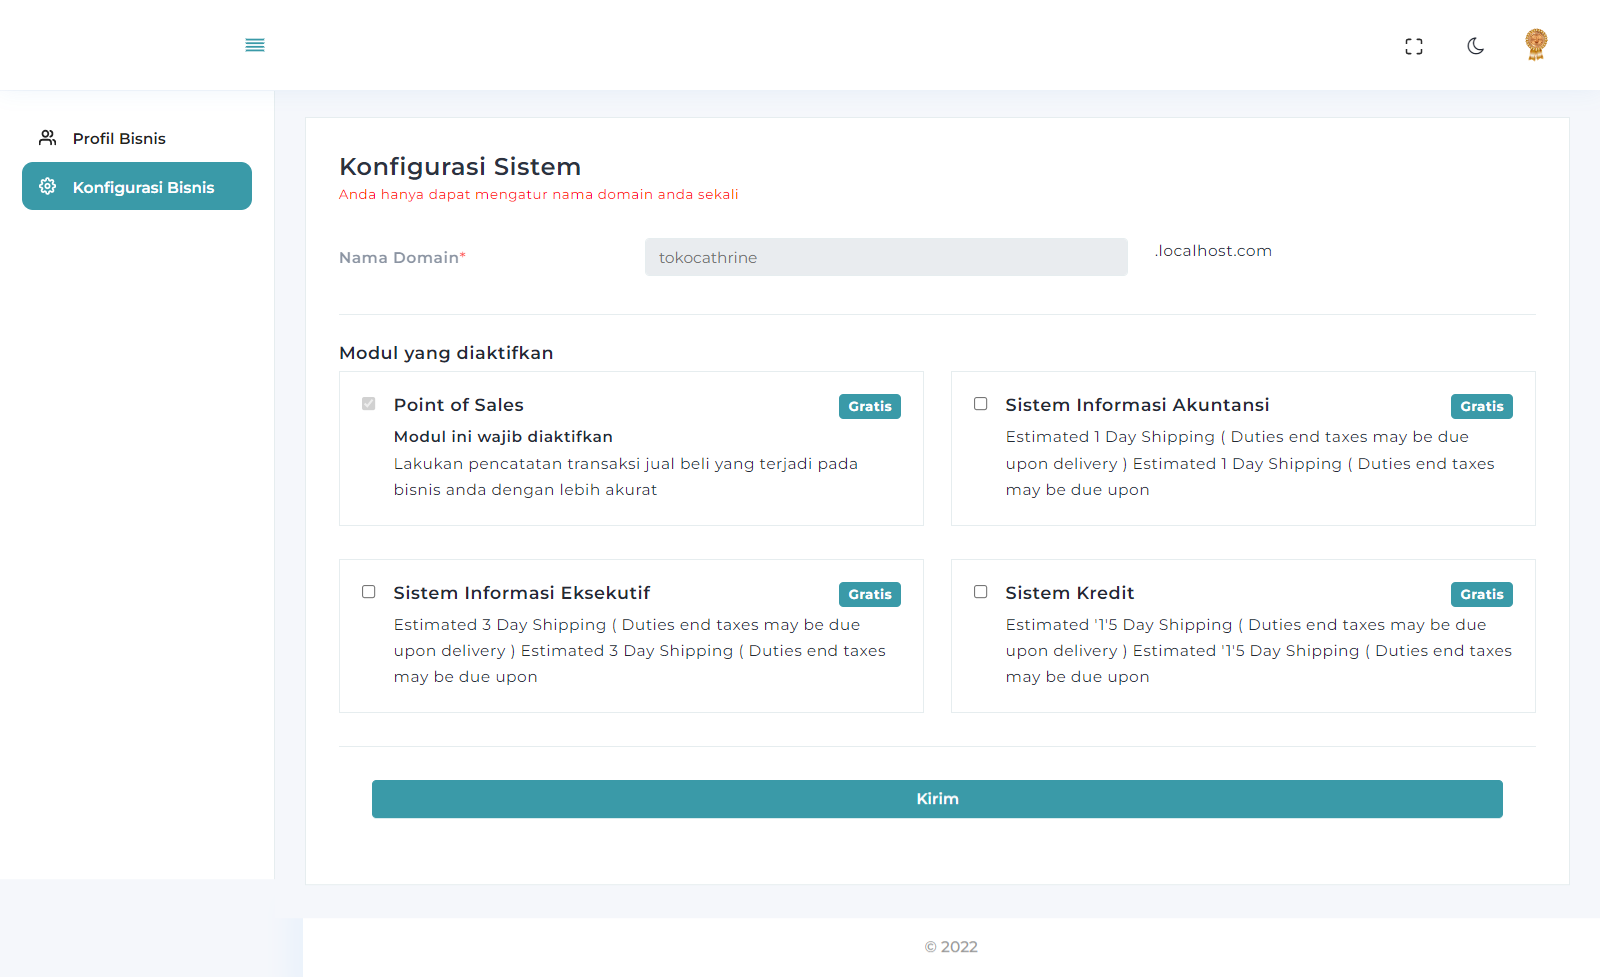 Profil Bisnis
Konfigurasi Bisnis
Konfigurasi Sistem
Anda hanya dapat mengatur nama domain anda sekali
Nama Domain*
tokocathrine
.localhost.com
Modul yang diaktifkan
Point of Sales
Gratis
Modul ini wajib diaktifkan
Lakukan pencatatan transaksi jual beli yang terjadi pada
bisnis anda dengan lebih akurat
Sistem Informasi Akuntansi
Gratis
Estimated 1 Day Shipping ( Duties end taxes may be due
upon delivery ) Estimated 1 Day Shipping ( Duties end taxes
may be due upon
Sistem Informasi Eksekutif
Gratis
Estimated 3 Day Shipping ( Duties end taxes may be due
upon delivery ) Estimated 3 Day Shipping ( Duties end taxes
may be due upon
Sistem Kredit
Gratis
Estimated '1'5 Day Shipping ( Duties end taxes may be due
upon delivery ) Estimated '1'5 Day Shipping ( Duties end taxes
may be due upon
Kirim
© 2022